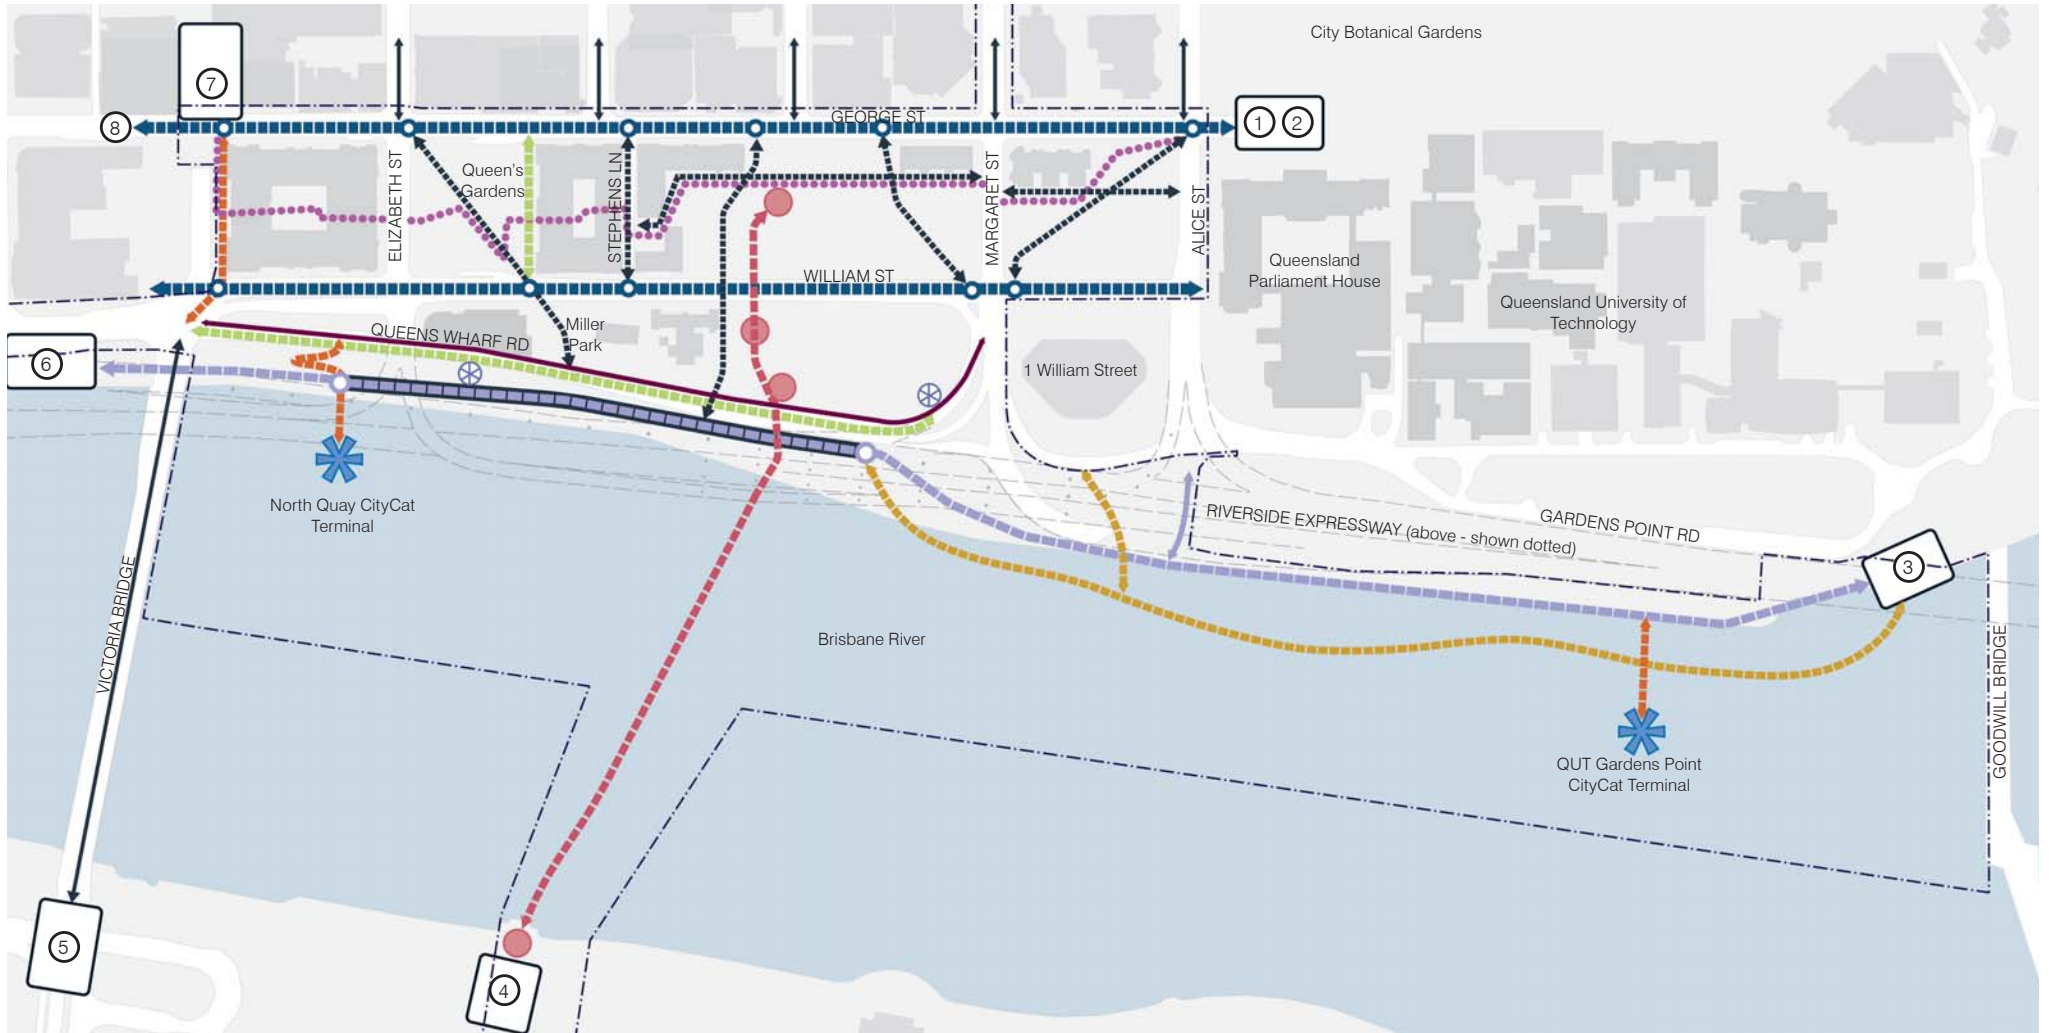 City Botanical Gardens
7
8
GEORGE ST
1 2
ELIZABETH ST
Queen's
Gardens
STEPHENS LN
MARGARET ST
ALICE ST
WILLIAM ST
Queensland
Parliament House
Queensland University of
Technology
QUEENS WHARF RD
Miller
Park
6
1 William Street
North Quay CityCat
Terminal
RIVERSIDE EXPRESSWAY (above - shown dotted)
GARDENS POINT RD
3
VICTORIA BRIDGE
Brisbane River
GOODWILL BRIDGE
QUT Gardens Point
CityCat Terminal
5
4